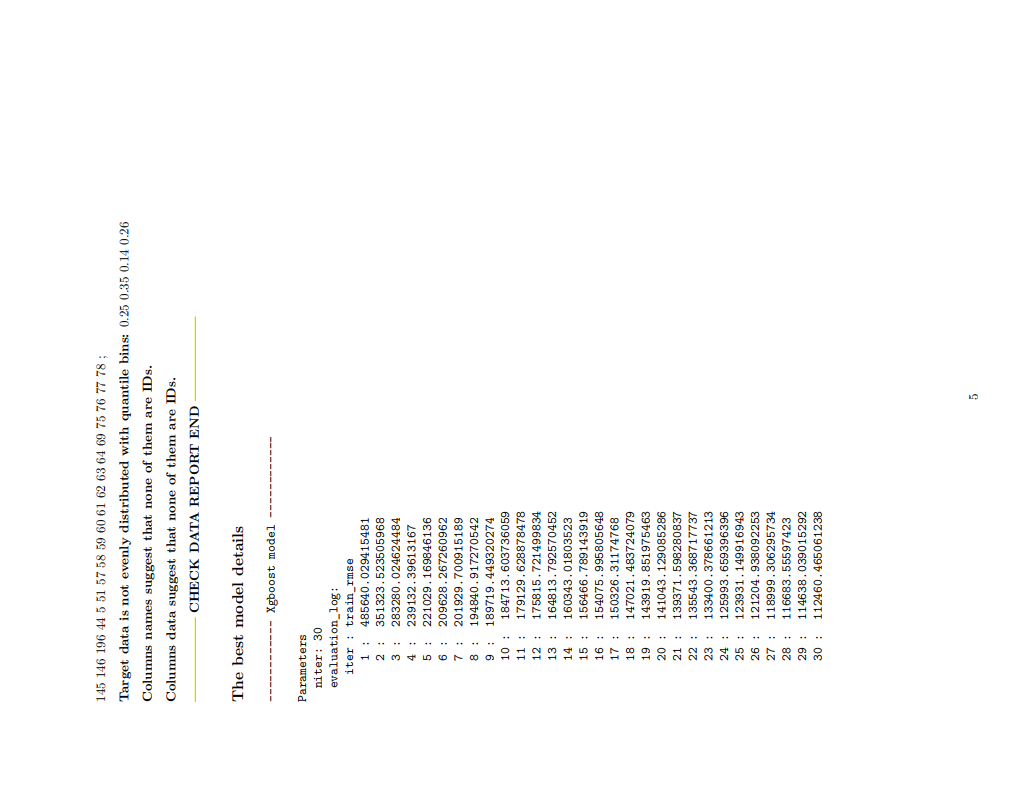 145 146 196 44 5 51 57 58 59 60 61 62 63 64 69 75 76 77 78 ;
Target data is not evenly distributed with quantile bins: 0.25 0.35 0.14 0.26
Columns names suggest that none of them are IDs.
Columns data suggest that none of them are IDs.
CHECK DATA REPORT END
The best model details
------------ Xgboost model ------------
Parameters
niter: 30
evaluation_log:
iter : train_rmse
1 : 485640.029415481
2 : 351323.523505968
3 : 283280.024624484
4 : 239132.39613167
5 : 221029.169846136
6 : 209628.267260962
7 : 201929.700915189
8 : 194840.917270542
9 : 189719.449320274
10 : 184713.603736059
11 : 179129.628878478
12 : 175815.721499834
13 : 164813.792570452
14 : 160343.01803523
15 : 156466.789143919
16 : 154075.995805648
17 : 150326.31174768
18 : 147021.483724079
19 : 143919.851975463
20 : 141043.129085286
21 : 139371.598280837
22 : 135543.368717737
23 : 133400.378661213
24 : 125993.659396396
25 : 123931.149916943
26 : 121204.938092253
27 : 118999.306295734
28 : 116683.55597423
29 : 114638.039015292
30 : 112460.465061238
5